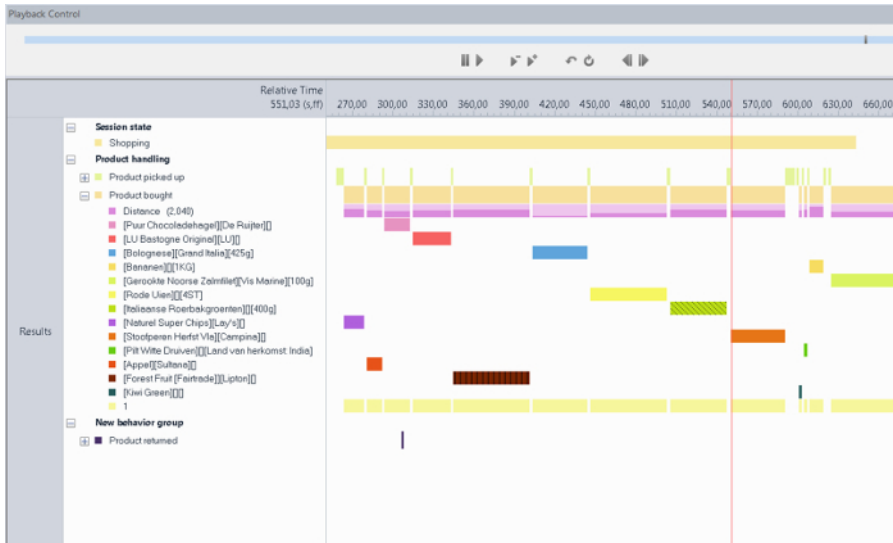 Playback Control
Relative Time
551,03 (s,ff)
270,00 300,00 330,00 360,00 390,00 420,00 450,00 480,00 510,00 540,00 570,00 600,00 630,00 660,00
Results
Session state
Shopping
Product handling
Product picked up
Product bought
Distance (2,040)
[Puur Chocoladehagel][De Ruijter][]
[LU Bastogne Original][LU][]
[Bolognese][Grand Italia][425g]
[Bananen][][1KG]
[Gerookte Noorse Zalmfilet][Vis Marine][100g]
[Rode Uien][][4ST]
[Italiaanse Roerbakgroenten][][400g]
[Naturel Super Chips][Lay's][]
[Stoofperen Herfst Vla][Campina][]
[Pit Witte Druiven][][Land van herkomst: India]
[Appel][Sultana][]
[Forest Fruit [Fairtrade]][Lipton][]
[Kiwi Green][][]
1
New behavior group
Product returned